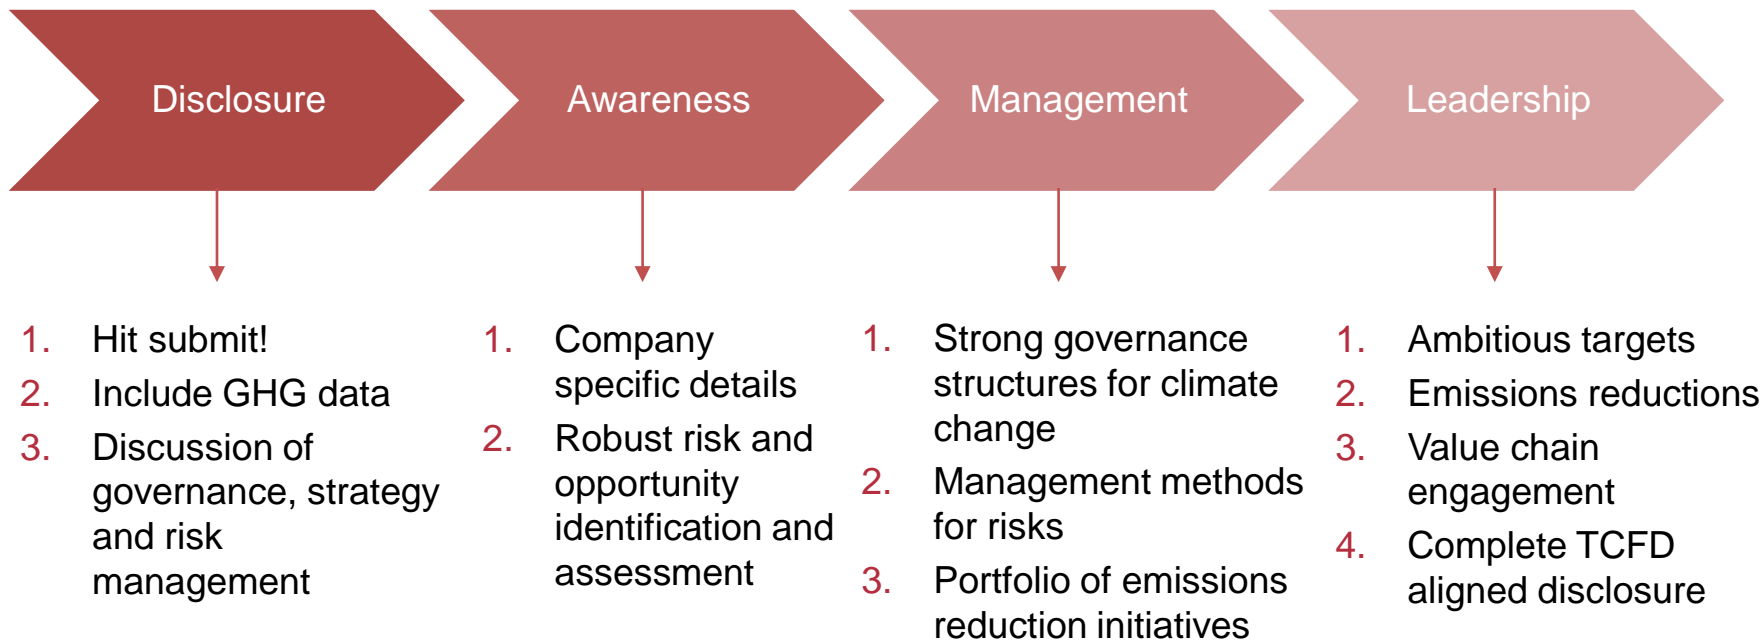 Disclosure
Awareness
Management
Leadership
1. Hit submit!
2. Include GHG data
3. Discussion of
governance, strategy
and risk
management
1. Company
specific details
2. Robust risk and
opportunity
identification and
assessment
1. Strong governance
structures for climate
change
2. Management methods
for risks
3. Portfolio of emissions
reduction initiatives
1. Ambitious targets
2. Emissions reductions
3. Value chain
engagement
4. Complete TCFD
aligned disclosure